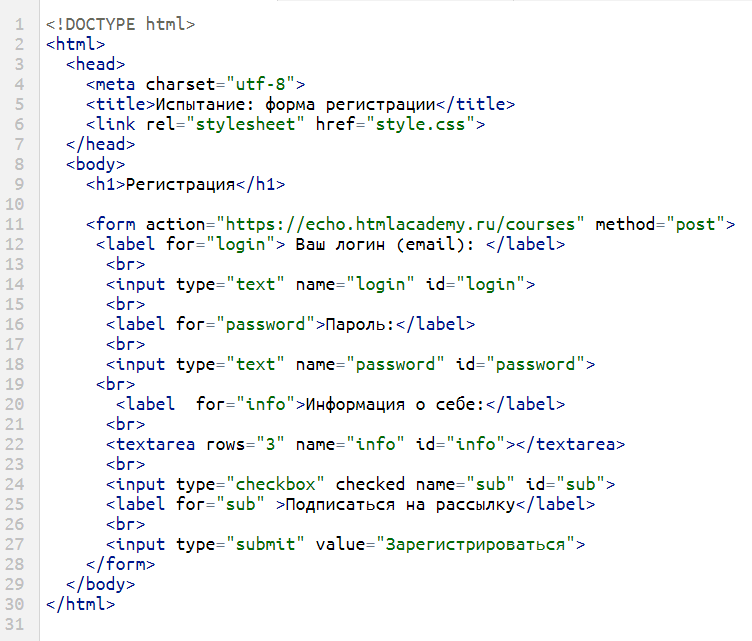 1 <!DOCTYPE html>
2 <html>
3   <head>
4     <meta charset="utf-8">
5     <title>Испытание: форма регистрации</title>
6     <link rel="stylesheet" href="style.css">
7   </head>
8   <body>
9     <h1>Регистрация</h1>
10
11     <form action="https://echo.htmlacademy.ru/courses" method="post">
12      <label for="login"> Ваш логин (email): </label>
13       <br>
14       <input type="text" name="login" id="login">
15       <br>
16       <label for="password">Пароль:</label>
17       <br>
18       <input type="text" name="password" id="password">
19      <br>
20        <label  for="info">Информация о себе:</label>
21       <br>
22       <textarea rows="3" name="info" id="info"></textarea>
23       <br>
24       <input type="checkbox" checked name="sub" id="sub">
25       <label for="sub" >Подписаться на рассылку</label>
26       <br>
27       <input type="submit" value="Зарегистрироваться">
28     </form>
29   </body>
30 </html>
31